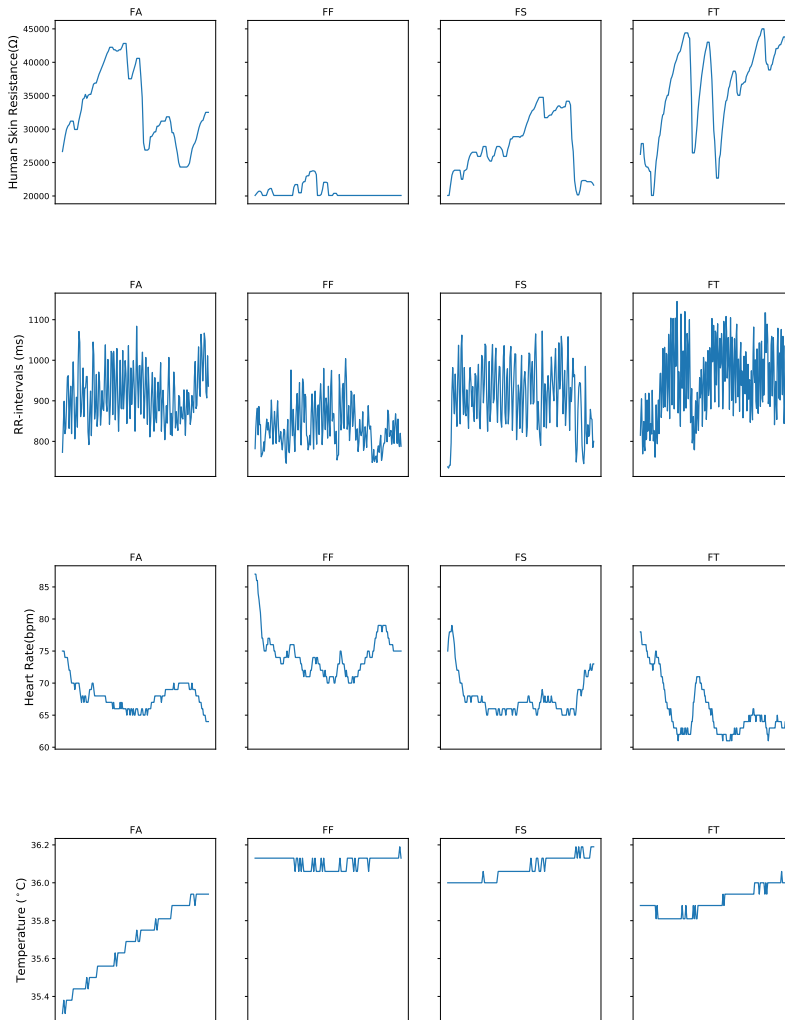 FA FF FS FT
Human Skin Resistance(Ω)
45000
40000
35000
30000
25000
20000
FA FF FS FT
RR-intervals (ms)
1100
1000
900
800
FA FF FS FT
Heart Rate(bpm)
85
80
75
70
65
60
FA FF FS FT
Temperature (°C)
36.2
36.0
35.8
35.6
35.4